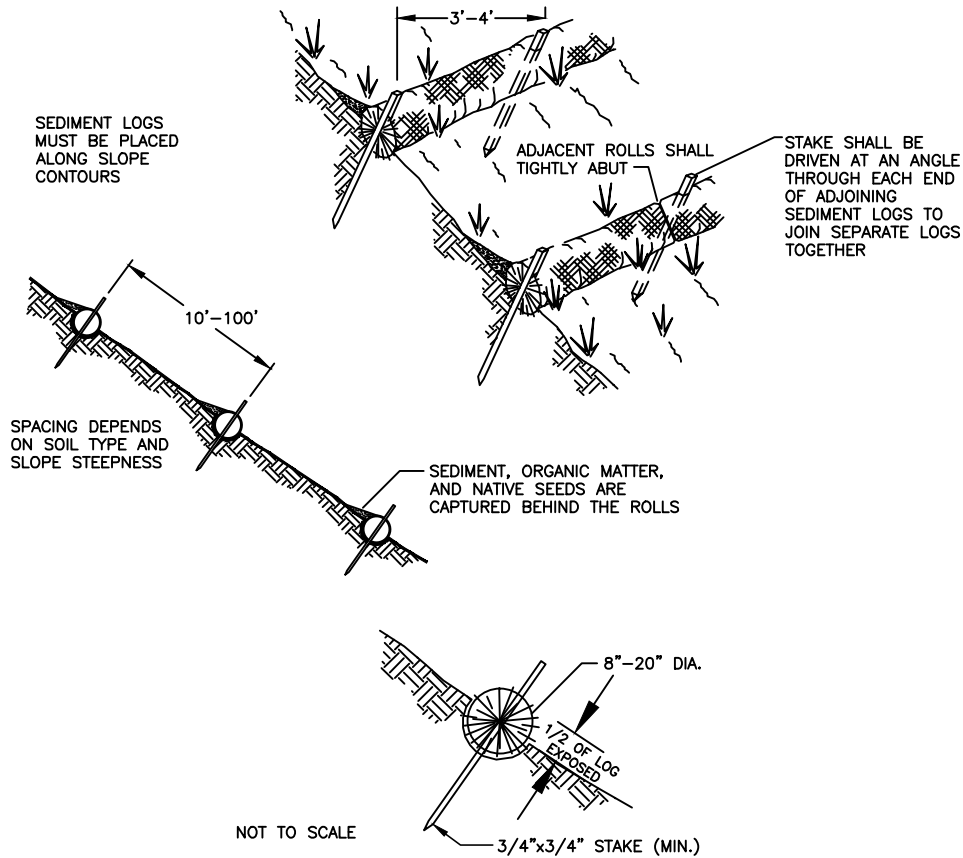 3'-4'
SEDIMENT LOGS
MUST BE PLACED
ALONG SLOPE
CONTOURS
ADJACENT ROLLS SHALL
TIGHTLY ABUT
STAKE SHALL BE
DRIVEN AT AN ANGLE
THROUGH EACH END
OF ADJOINING
SEDIMENT LOGS TO
JOIN SEPARATE LOGS
TOGETHER
10'-100'
SPACING DEPENDS
ON SOIL TYPE AND
SLOPE STEEPNESS
SEDIMENT, ORGANIC MATTER,
AND NATIVE SEEDS ARE
CAPTURED BEHIND THE ROLLS
8"-20" DIA.
1/2 OF LOG
EXPOSED
NOT TO SCALE
3/4"x3/4" STAKE (MIN.)